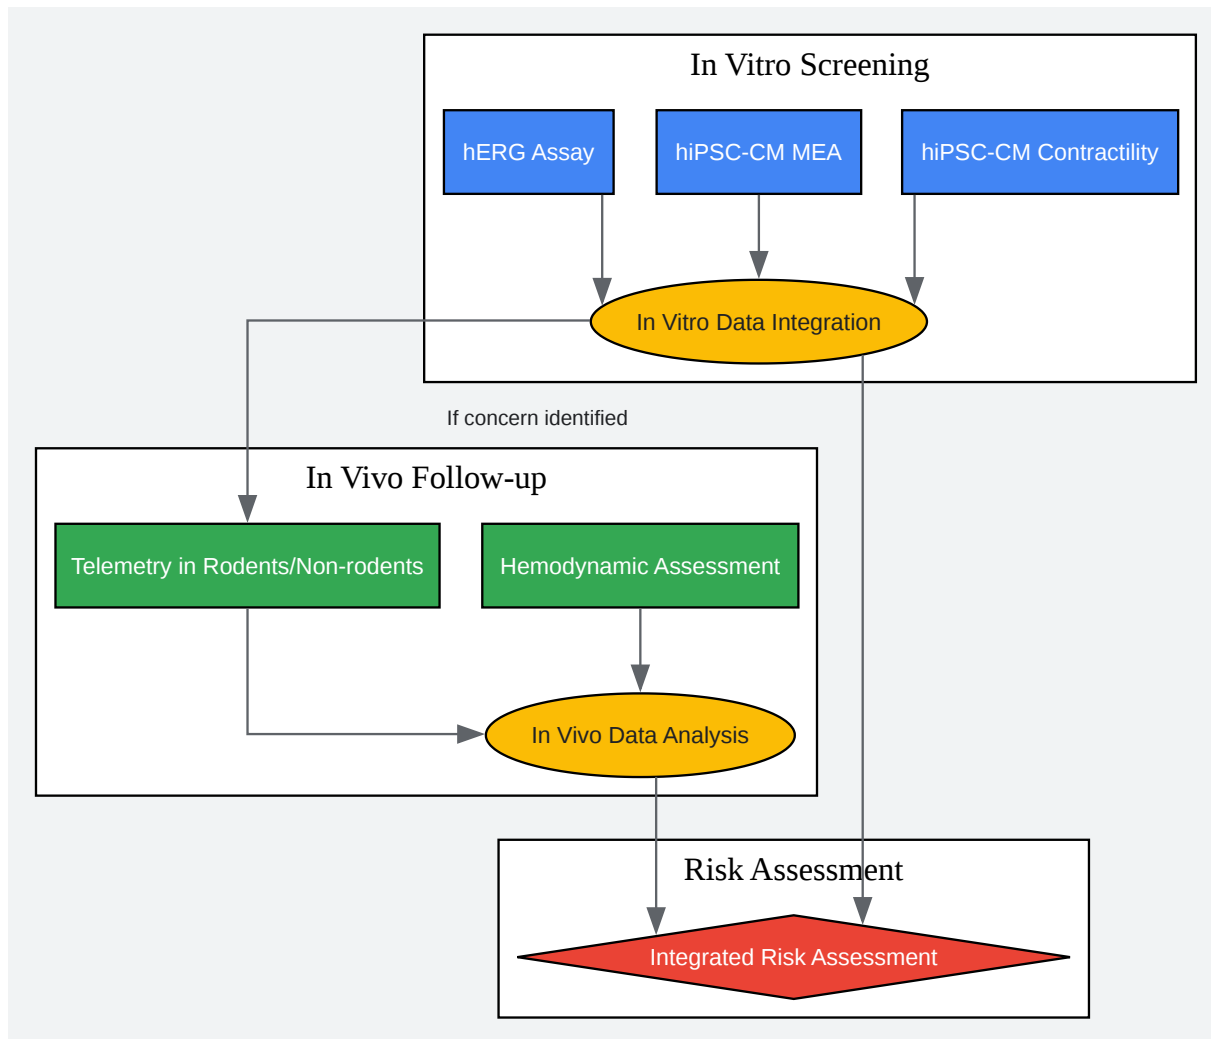 In Vitro Screening
hERG Assay
hiPSC-CM MEA
hiPSC-CM Contractility
In Vitro Data Integration
If concern identified
In Vivo Follow-up
Telemetry in Rodents/Non-rodents
Hemodynamic Assessment
In Vivo Data Analysis
Risk Assessment
Integrated Risk Assessment